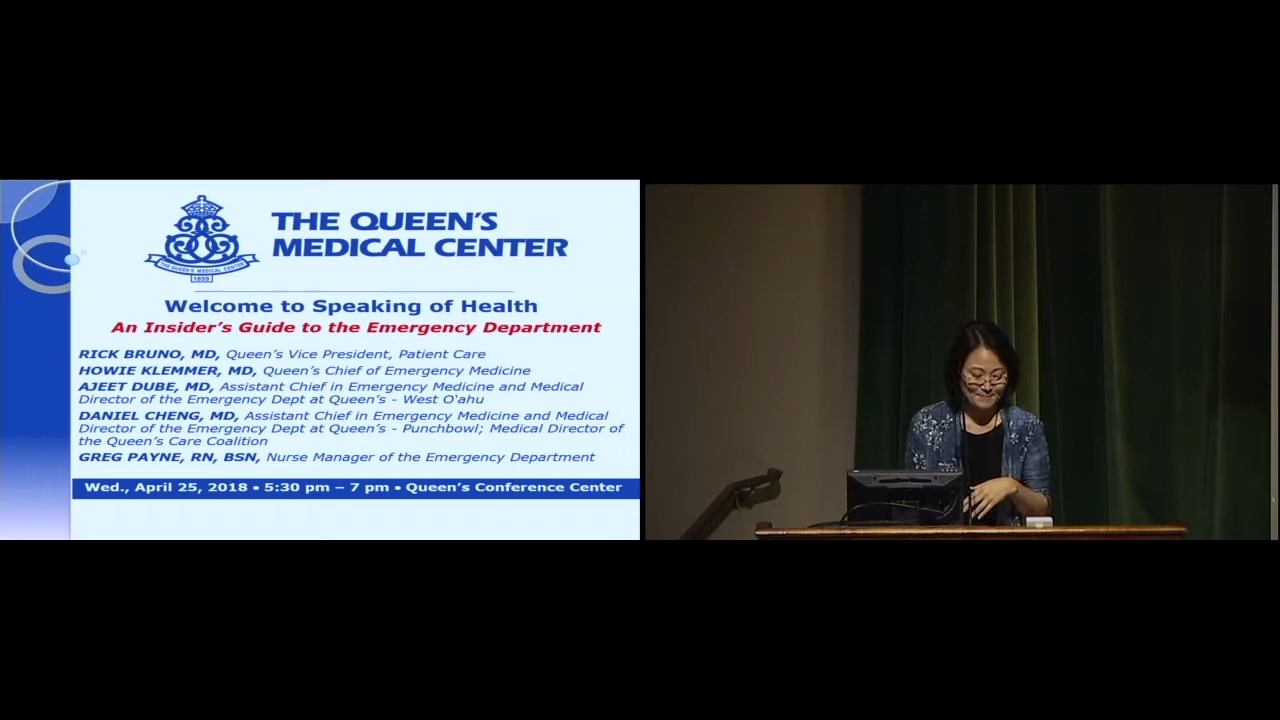 THE QUEEN'S
MEDICAL CENTER
THE QUEEN'S MEDICAL CENTER
1859
Welcome to Speaking of Health
An Insider's Guide to the Emergency Department
RICK BRUNO, MD, Queen's Vice President, Patient Care
HOWIE KLEMMER, MD, Queen's Chief of Emergency Medicine
AJEET DUBE, MD, Assistant Chief in Emergency Medicine and Medical
Director of the Emergency Dept at Queen's - West O'ahu
DANIEL CHENG, MD, Assistant Chief in Emergency Medicine and Medical
Director of the Emergency Dept at Queen's - Punchbowl; Medical Director of
the Queen's Care Coalition
GREG PAYNE, RN, BSN, Nurse Manager of the Emergency Department
Wed., April 25, 2018 • 5:30 pm – 7 pm • Queen's Conference Center